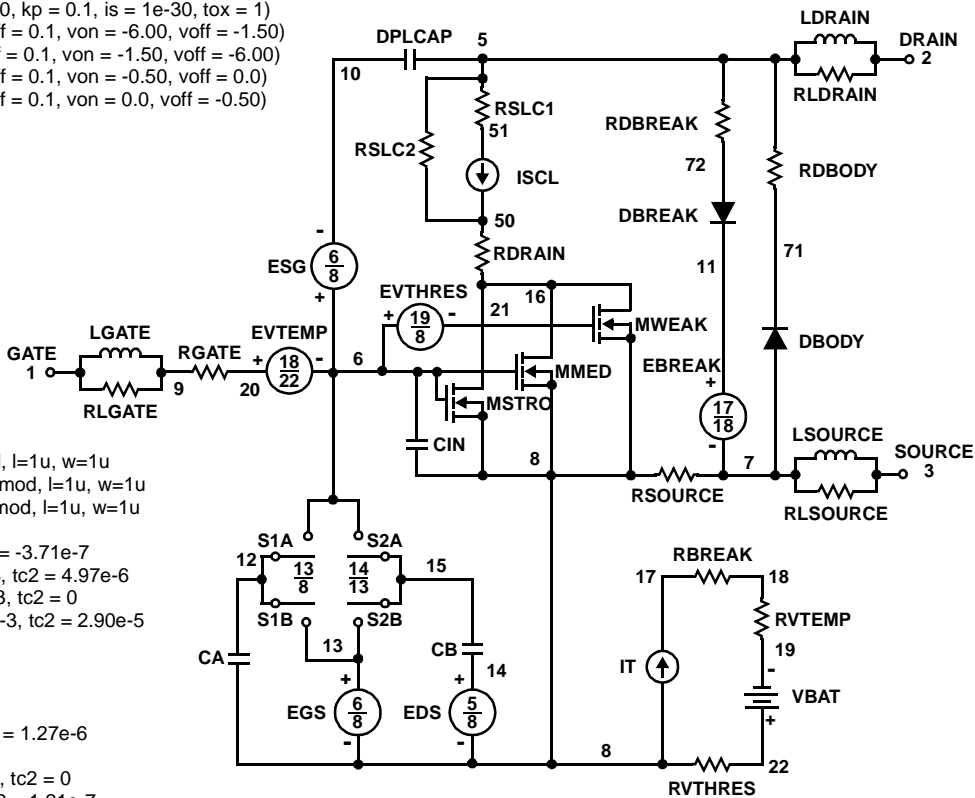 0, kp = 0.1, is = 1e-30, tox = 1)
ff = 0.1, von = -6.00, voff = -1.50)
f = 0.1, von = -1.50, voff = -6.00)
ff = 0.1, von = -0.50, voff = 0.0)
f = 0.1, von = 0.0, voff = -0.50)
DPLCAP
5
10
LDRAIN
DRAIN
2
RLDRAIN
RSLC1
51
RSLC2
ISCL
RDBREAK
72
RDBODY
DBREAK
50
RDRAIN
71
11
-
ESG
6
8
+
EVTHRES
+
19
8
-
16
21
MWEAK
LGATE
EVTEMP
GATE
1
RGATE
+
18
22
-
6
RLGATE
9
20
MMED
EBREAK
DBODY
MSTRO
+
17
18
-
CIN
LSOURCE
SOURCE
3
8
7
RSOURCE
RLSOURCE
, l=1u, w=1u
mod, l=1u, w=1u
mod, l=1u, w=1u
= -3.71e-7
, tc2 = 4.97e-6
3, tc2 = 0
-3, tc2 = 2.90e-5
S1A
S2A
12
13
8
14
13
15
S1B
S2B
13
CA
CB
14
+
EGS
6
8
-
+
EDS
5
8
-
RBREAK
17
18
RVTEMP
19
IT
-
VBAT
+
8
22
RVTHRES
= 1.27e-6
, tc2 = 0